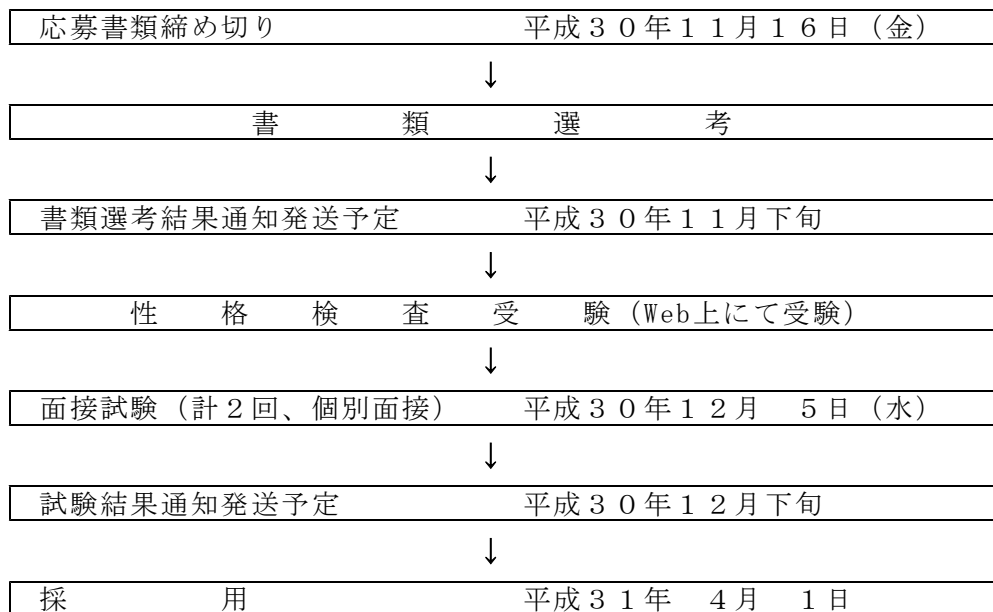 応募書類締め切り　　平成３０年１１月１６日（金）
↓
書類選考
↓
書類選考結果通知発送予定　　平成３０年１１月下旬
↓
性格検査受験（Web上にて受験）
↓
面接試験（計２回、個別面接）　　平成３０年１２月　５日（水）
↓
試験結果通知発送予定　　平成３０年１２月下旬
↓
採用　　平成３１年　４月　１日